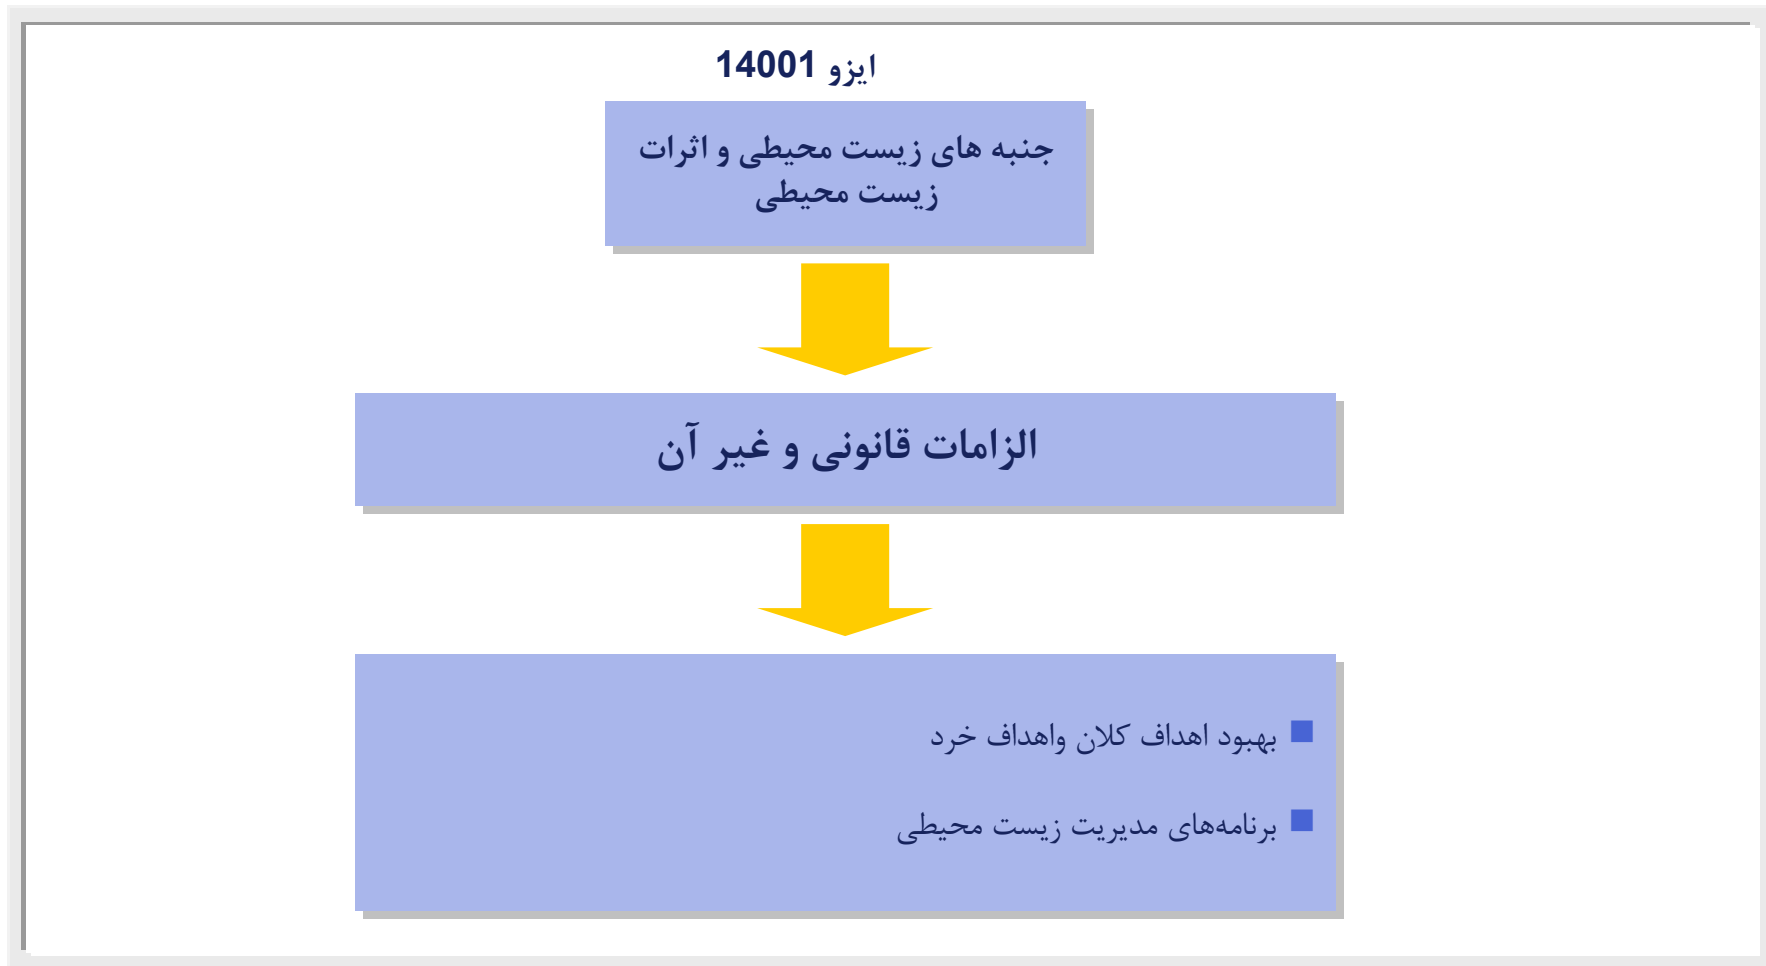 ایزو 14001
جنبه های زیست محیطی و اثرات
زیست محیطی
الزامات قانونی و غیر آن
بهبود اهداف کلان واهداف خرد
برنامه‌های مدیریت زیست محیطی